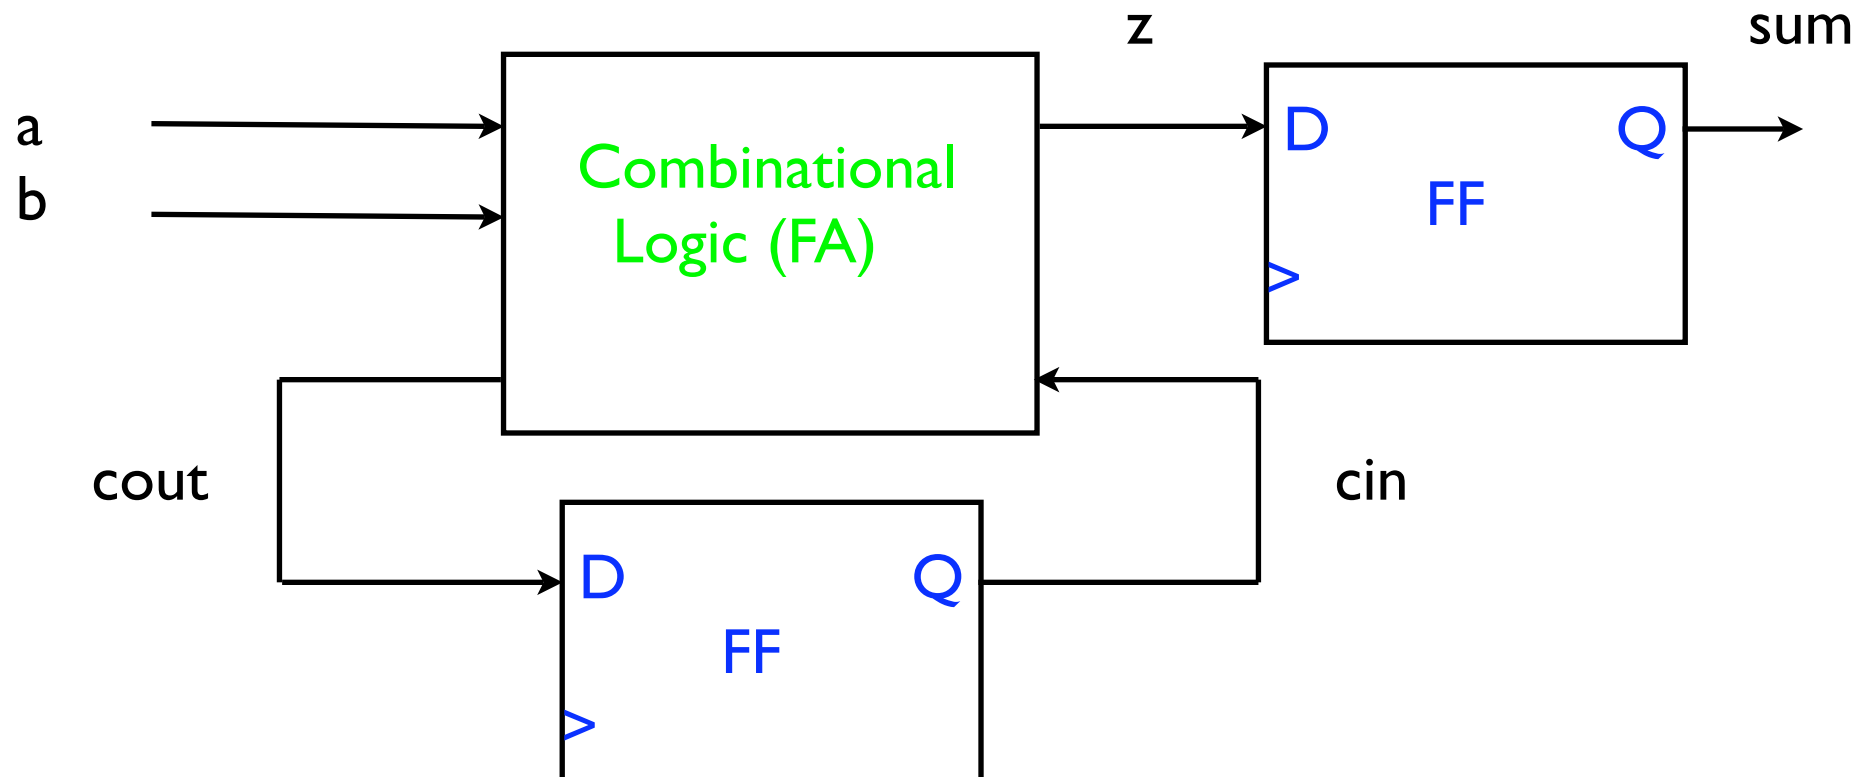 z
sum
a
b
Combinational
Logic (FA)
D
Q
FF
>
cout
cin
D
Q
FF
>